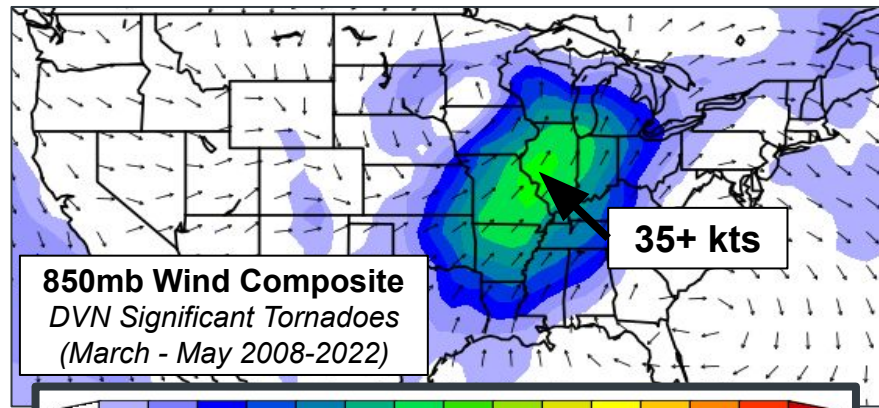 35+ kts
850mb Wind Composite
DVN Significant Tornadoes
(March - May 2008-2022)